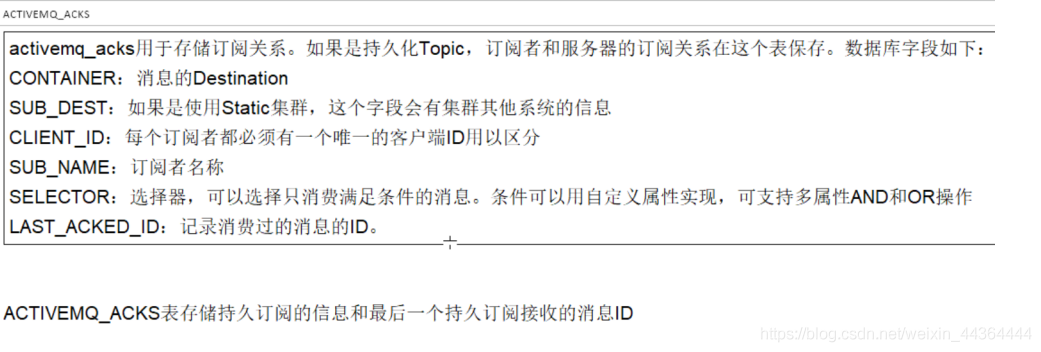 ACTIVEMQ_ACKS
activemq_acks用于存储订阅关系。如果是持久化Topic，订阅者和服务器的订阅关系在这个表保存。数据库字段如下：
CONTAINER：消息的Destination
SUB_DEST：如果是使用Static集群，这个字段会有集群其他系统的信息
CLIENT_ID：每个订阅者都必须有一个唯一的客户端ID用以区分
SUB_NAME：订阅者名称
SELECTOR：选择器，可以选择只消费满足条件的消息。条件可以用自定义属性实现，可支持多属性AND和OR操作
LAST_ACKED_ID：记录消费过的消息的ID。
ACTIVEMQ_ACKS表存储持久订阅的信息和最后一个持久订阅接收的消息ID
https://blog.csdn.net/weixin_44364444